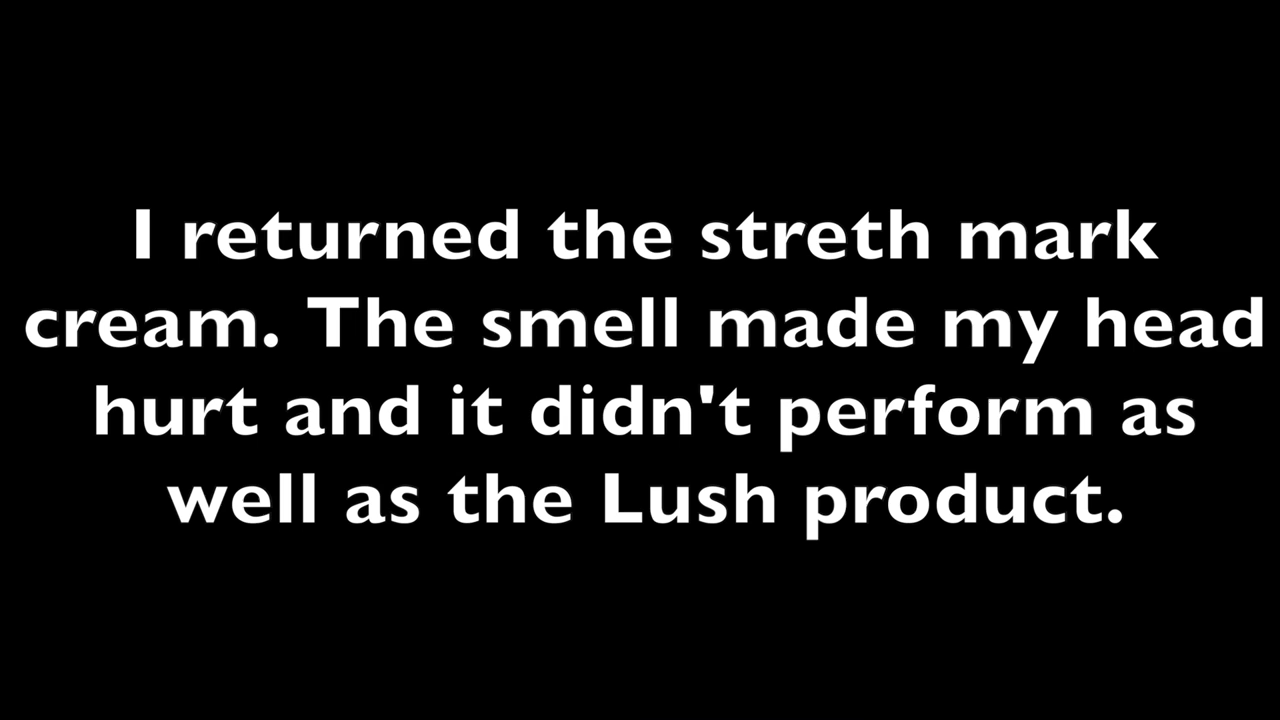 I returned the streth mark
cream. The smell made my head
hurt and it didn't perform as
well as the Lush product.